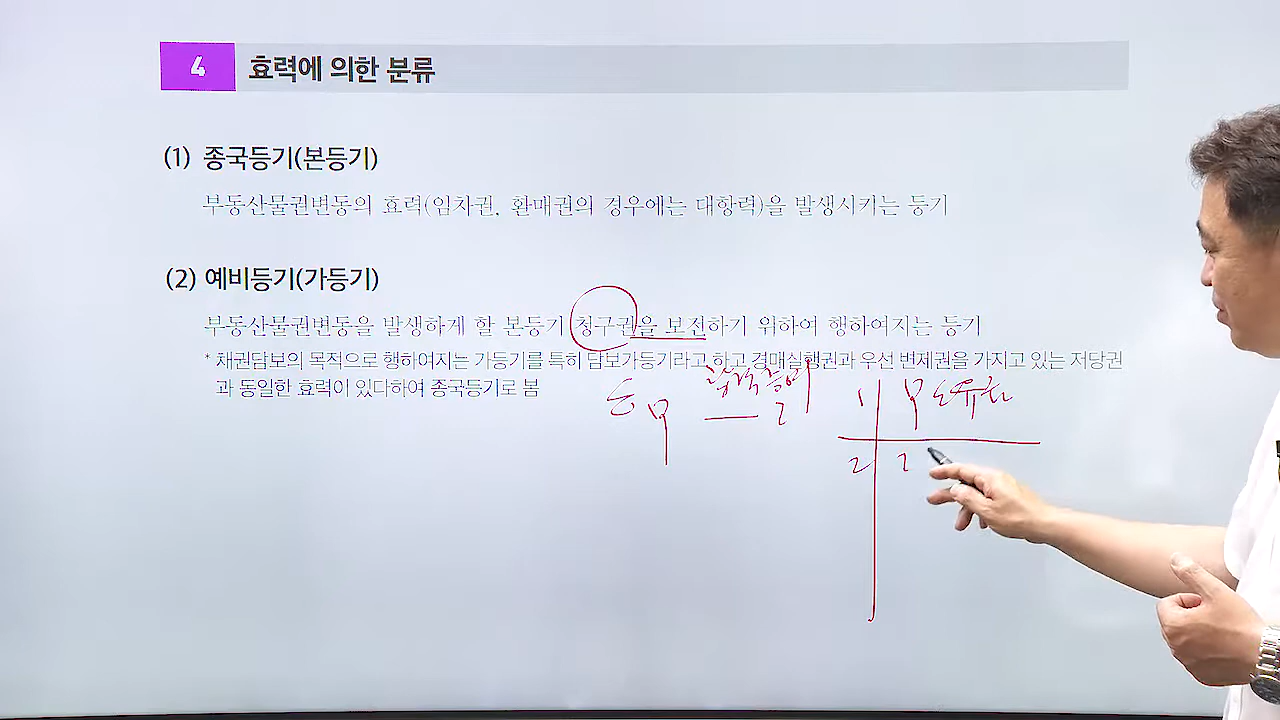 4 효력에 의한 분류
(1) 종국등기(본등기)
부동산물권변동의 효력(임차권, 환매권의 경우에는 대항력)을 발생시키는 등기
(2) 예비등기(가등기)
부동산물권변동을 발생하게 할 본등기 청구권을 보전하기 위하여 행하여지는 등기
* 채권담보의 목적으로 행하여지는 가등기를 특히 담보가등기라고 하고 경매실행권과 우선 변제권을 가지고 있는 저당권
과 동일한 효력이 있다하여 종국등기로 봄
1
2